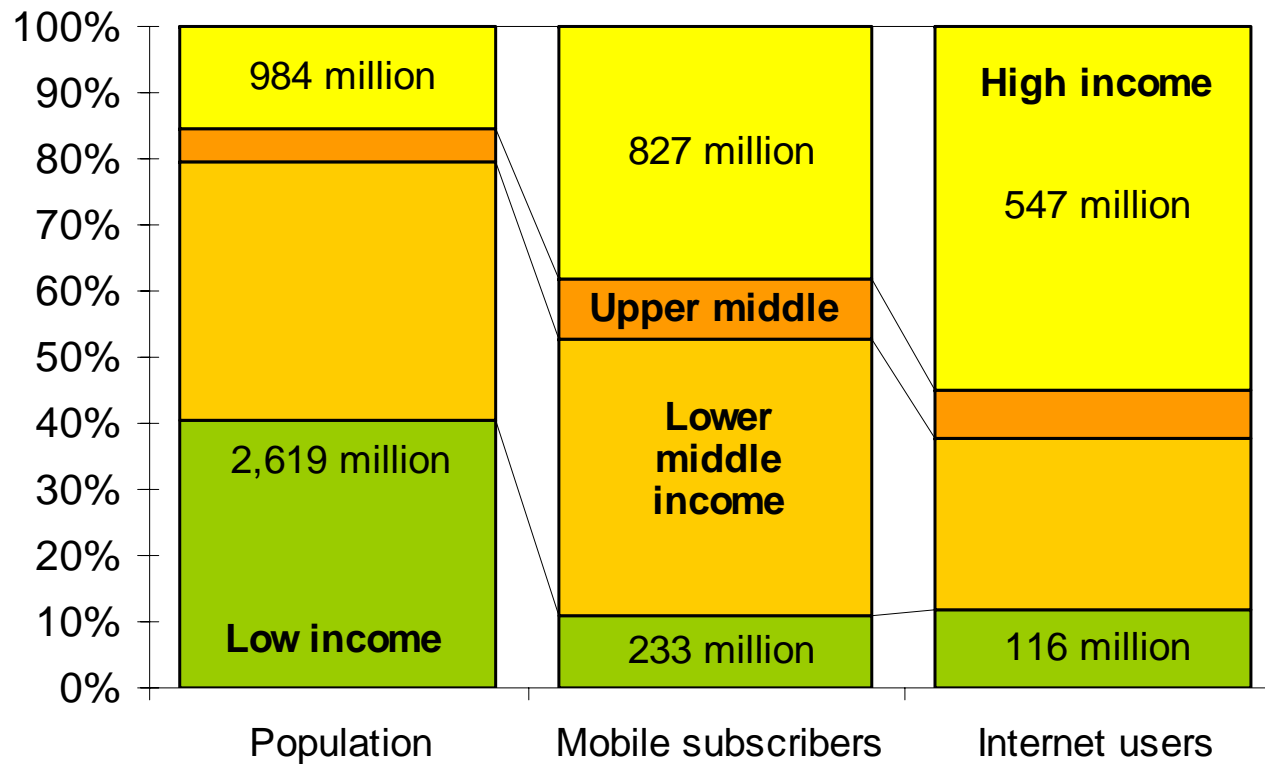 100%
90%
80%
70%
60%
50%
40%
30%
20%
10%
0%
984 million
2,619 million
Low income
827 million
Upper middle
Lower
middle
income
233 million
High income
547 million
116 million
Population
Mobile subscribers
Internet users